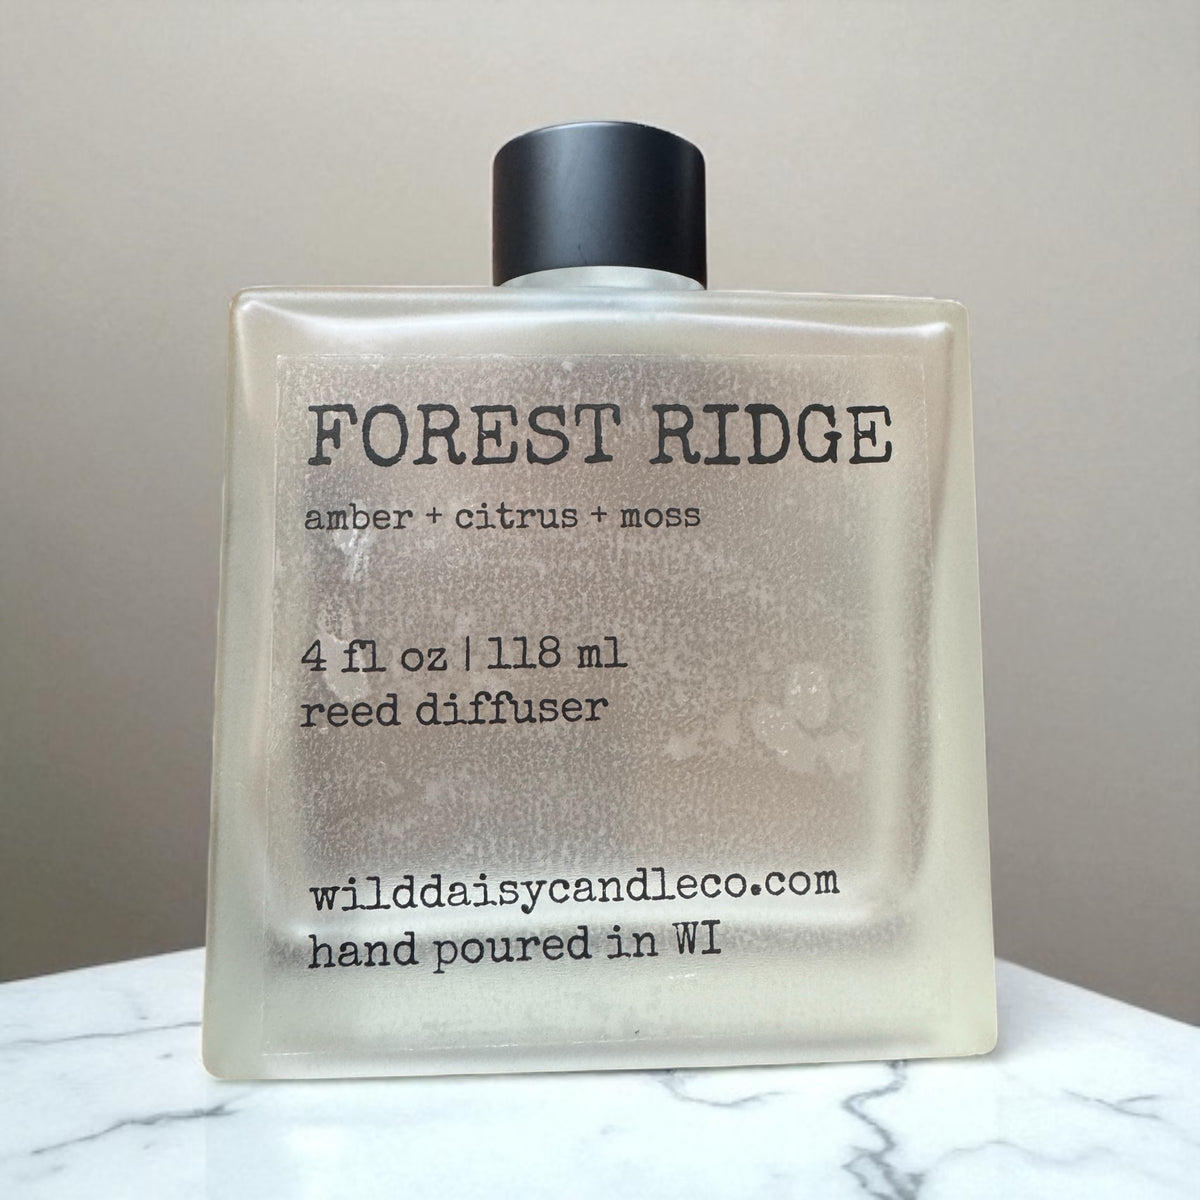 FOREST RIDGE
amber + citrus + moss
4 fl oz | 118 ml
reed diffuser
wilddaisycandleco.com
hand poured in WI